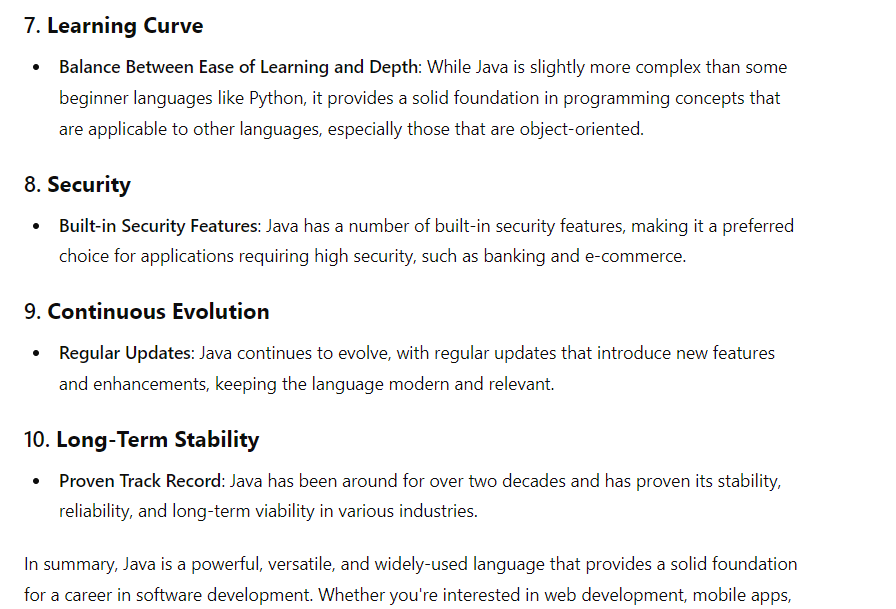 7. Learning Curve
• Balance Between Ease of Learning and Depth: While Java is slightly more complex than some
beginner languages like Python, it provides a solid foundation in programming concepts that
are applicable to other languages, especially those that are object-oriented.
8. Security
• Built-in Security Features: Java has a number of built-in security features, making it a preferred
choice for applications requiring high security, such as banking and e-commerce.
9. Continuous Evolution
• Regular Updates: Java continues to evolve, with regular updates that introduce new features
and enhancements, keeping the language modern and relevant.
10. Long-Term Stability
• Proven Track Record: Java has been around for over two decades and has proven its stability,
reliability, and long-term viability in various industries.
In summary, Java is a powerful, versatile, and widely-used language that provides a solid foundation
for a career in software development. Whether you're interested in web development, mobile apps,